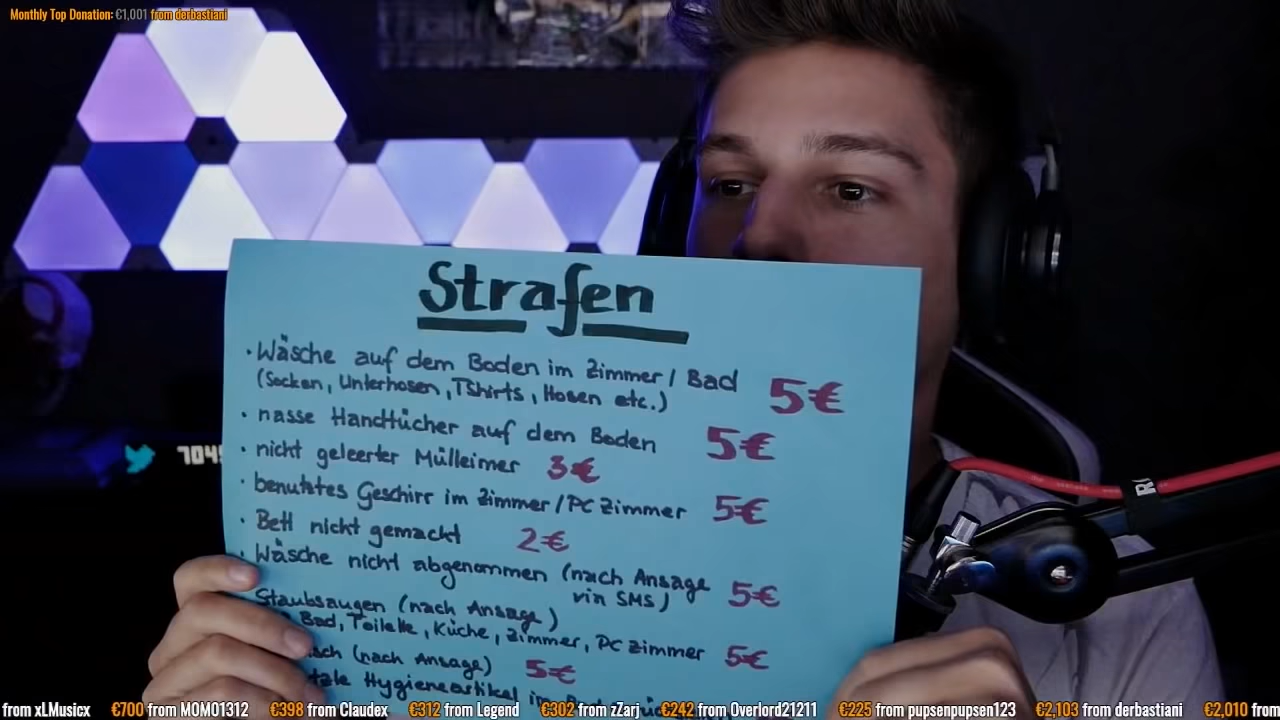 Monthly Top Donation: €1,001 from derbastiani
Strafen
• Wäsche auf dem Boden im Zimmer / Bad 5€
(Socken, Unterhosen, TShirts, Hosen etc.)
• nasse Handtücher auf dem Boden 5€
• nicht geleerter Mülleimer 3€
• benutztes Geschirr im Zimmer / PC Zimmer 5€
• Bett nicht gemacht 2€
• Wäsche nicht abgenommen (nach Ansage 5€
via SMS)
Staubsaugen (nach Ansage)
Bad, Toilette, Küche, Zimmer, PC Zimmer 5€
(nach Ansage) 5€
Hygieneartikel
from xLMusicx €700 from MOMO1312 €398 from Claudex €312 from Legend €302 from zZarj €242 from Overlord21211 €225 from pupsenpupsen123 €2,103 from derbastiani €2,010 from